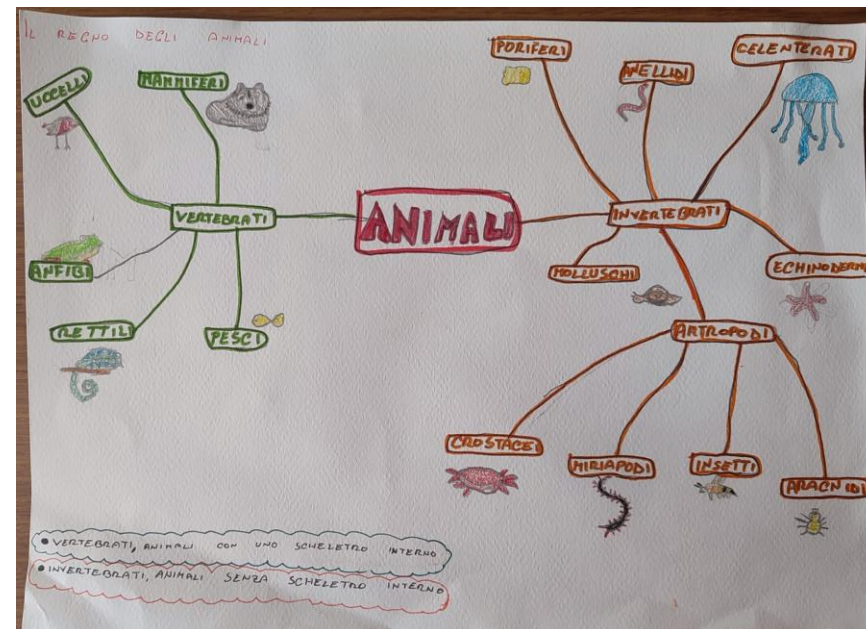 IL REGNO DEGLI ANIMALI
UCCELLI
MAMMIFERI
VERTEBRATI
ANFIBI
RETTILI
PESCI
ANIMALI
PORIFERI
ANELLIDI
CELENTERATI
INVERTEBRATI
MOLLUSCHI
ECHINODERMI
ARTROPODI
CROSTACEI
MIRIAPODI
INSETTI
ARACNIDI
• VERTEBRATI, ANIMALI CON UNO SCHELETRO INTERNO
• INVERTEBRATI, ANIMALI SENZA SCHELETRO INTERNO